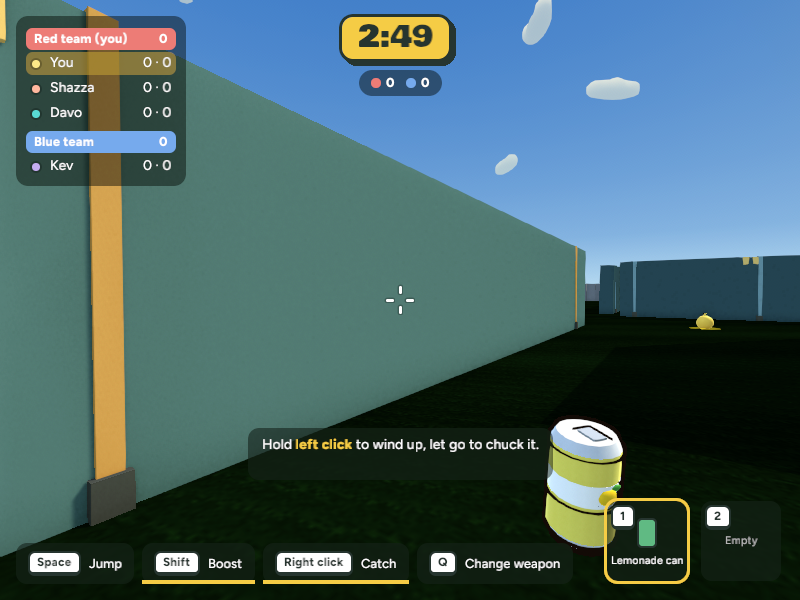 Red team (you) 0
You 0 · 0
Shazza 0 · 0
Davo 0 · 0
Blue team 0
Kev 0 · 0
2:49
0 0
Hold left click to wind up, let go to chuck it.
Space Jump
Shift Boost
Right click Catch
Q Change weapon
1
Lemonade can
2
Empty